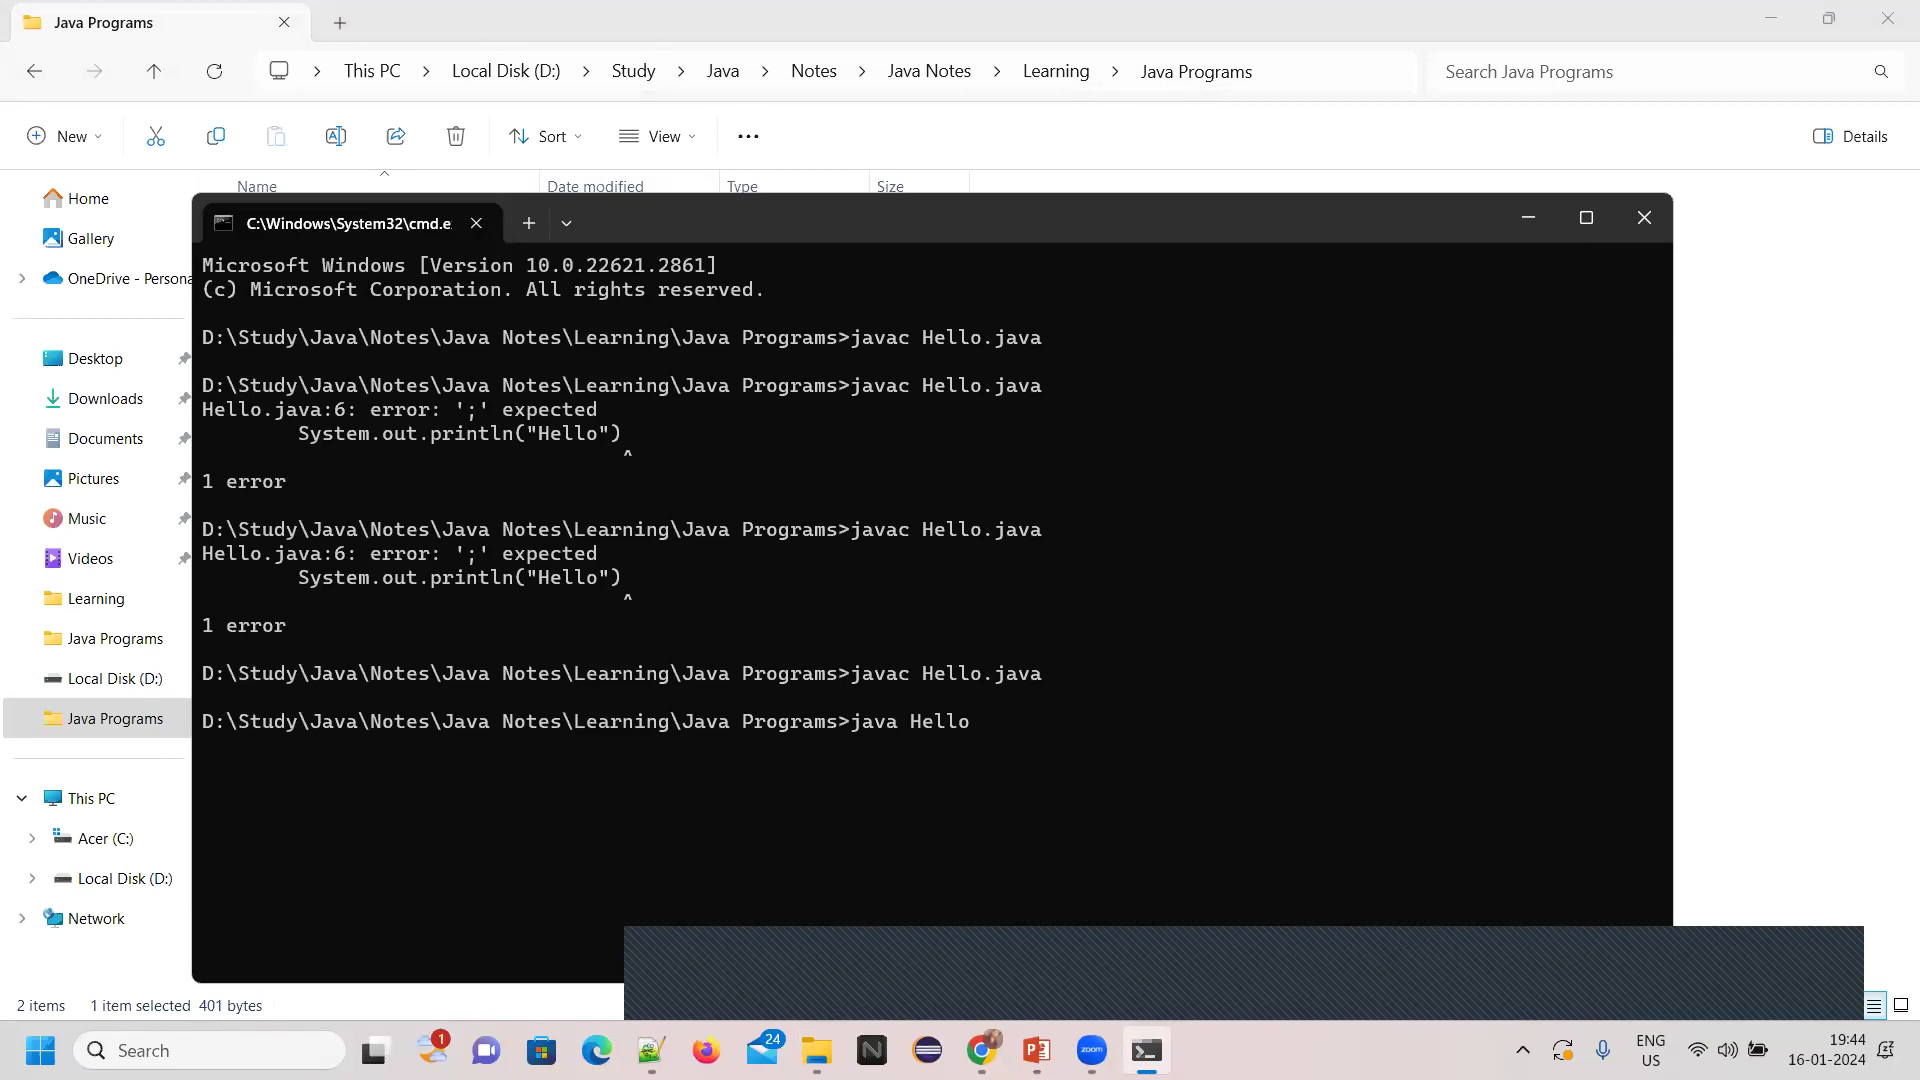 Java Programs
This PC > Local Disk (D:) > Study > Java > Notes > Java Notes > Learning > Java Programs
Search Java Programs
New
Sort
View
Details
Name
Date modified
Type
Size
Home
Gallery
OneDrive - Persona
Desktop
Downloads
Documents
Pictures
Music
Videos
Learning
Java Programs
Local Disk (D:)
Java Programs
This PC
Acer (C:)
Local Disk (D:)
Network
C:\Windows\System32\cmd.e
Microsoft Windows [Version 10.0.22621.2861]
(c) Microsoft Corporation. All rights reserved.
D:\Study\Java\Notes\Java Notes\Learning\Java Programs>javac Hello.java
D:\Study\Java\Notes\Java Notes\Learning\Java Programs>javac Hello.java
Hello.java:6: error: ';' expected
System.out.println("Hello")
^
1 error
D:\Study\Java\Notes\Java Notes\Learning\Java Programs>javac Hello.java
Hello.java:6: error: ';' expected
System.out.println("Hello")
^
1 error
D:\Study\Java\Notes\Java Notes\Learning\Java Programs>javac Hello.java
D:\Study\Java\Notes\Java Notes\Learning\Java Programs>java Hello
2 items
1 item selected 401 bytes
Search
1
24
N
zoom
ENG
US
19:44
16-01-2024